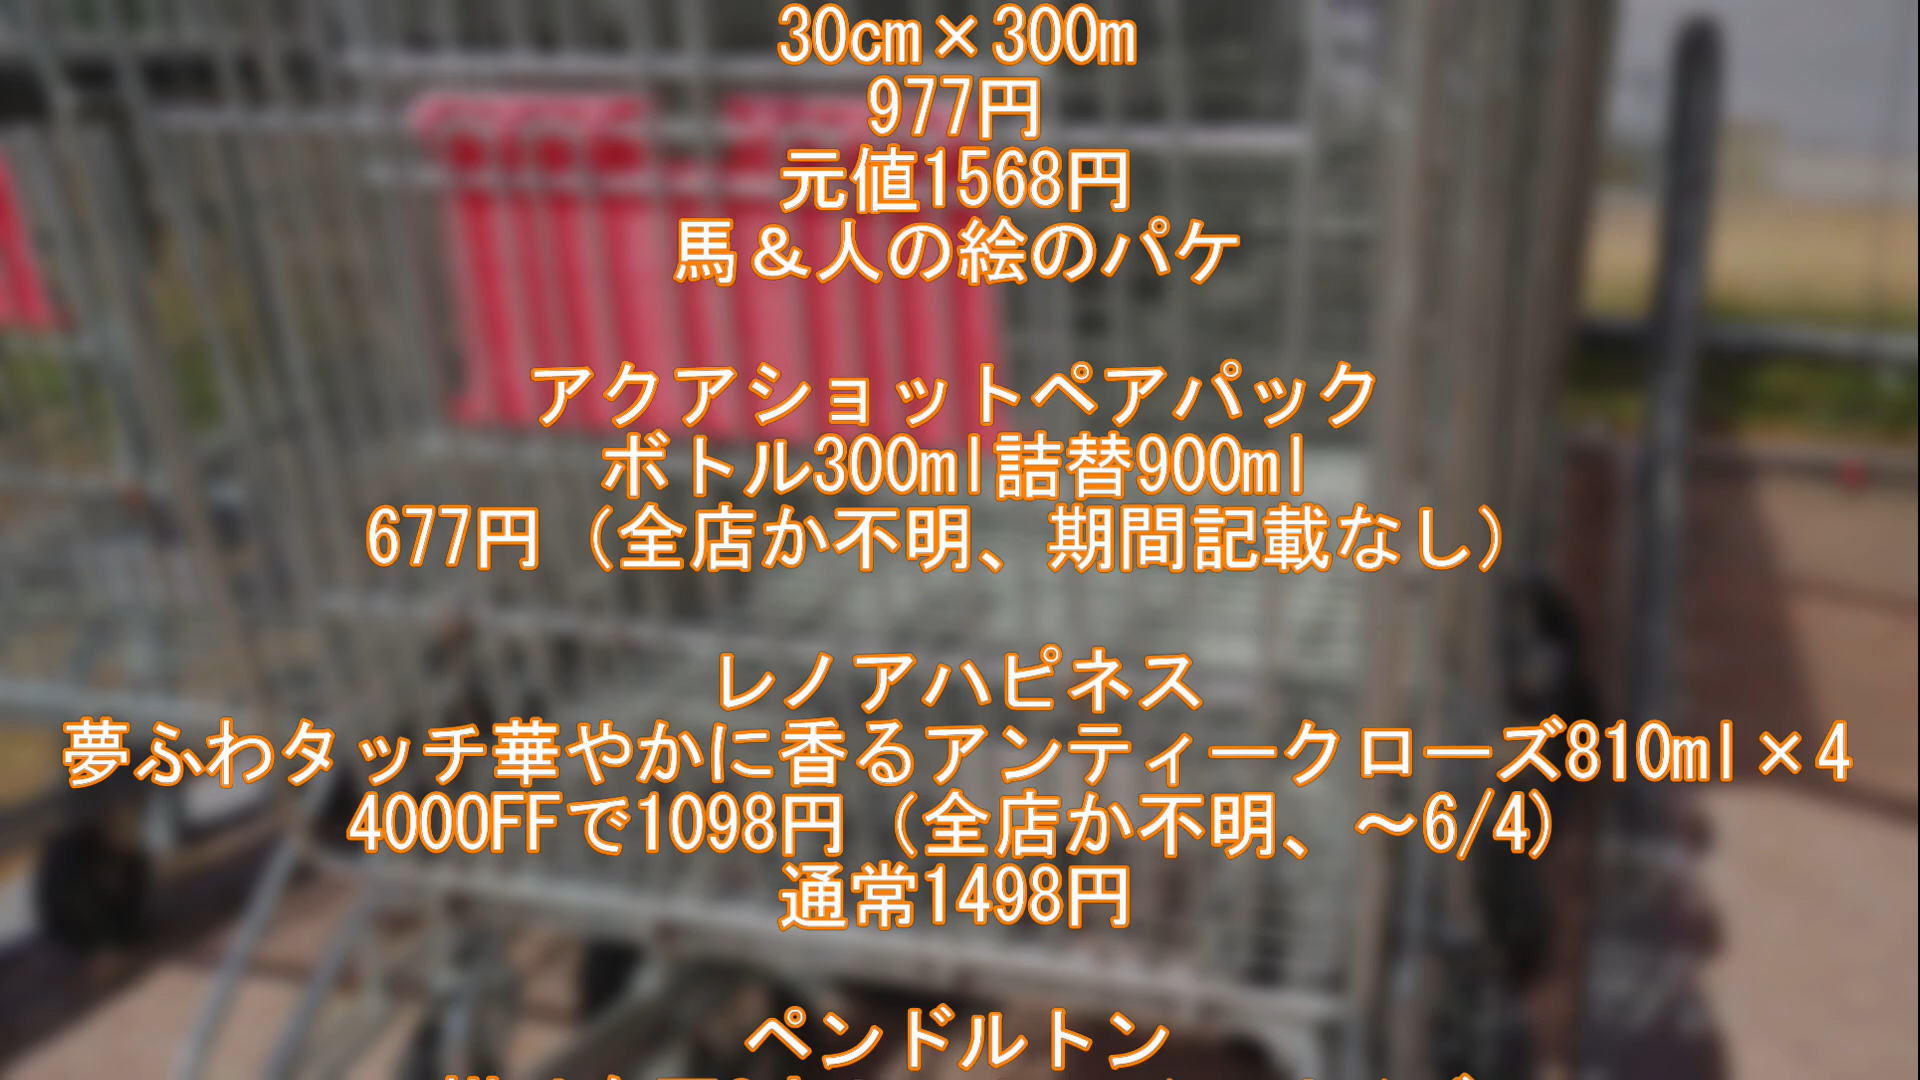 30cm×300m
977円
元値1568円
馬&人の絵のパケ
アクアショットペアパック
ボトル300ml詰替900ml
677円（全店か不明、期間記載なし）
レノアハピネス
夢ふわタッチ華やかに香るアンティークローズ810ml×4
4000FFで1098円（全店か不明、～6/4）
通常1498円
ペンドルトン